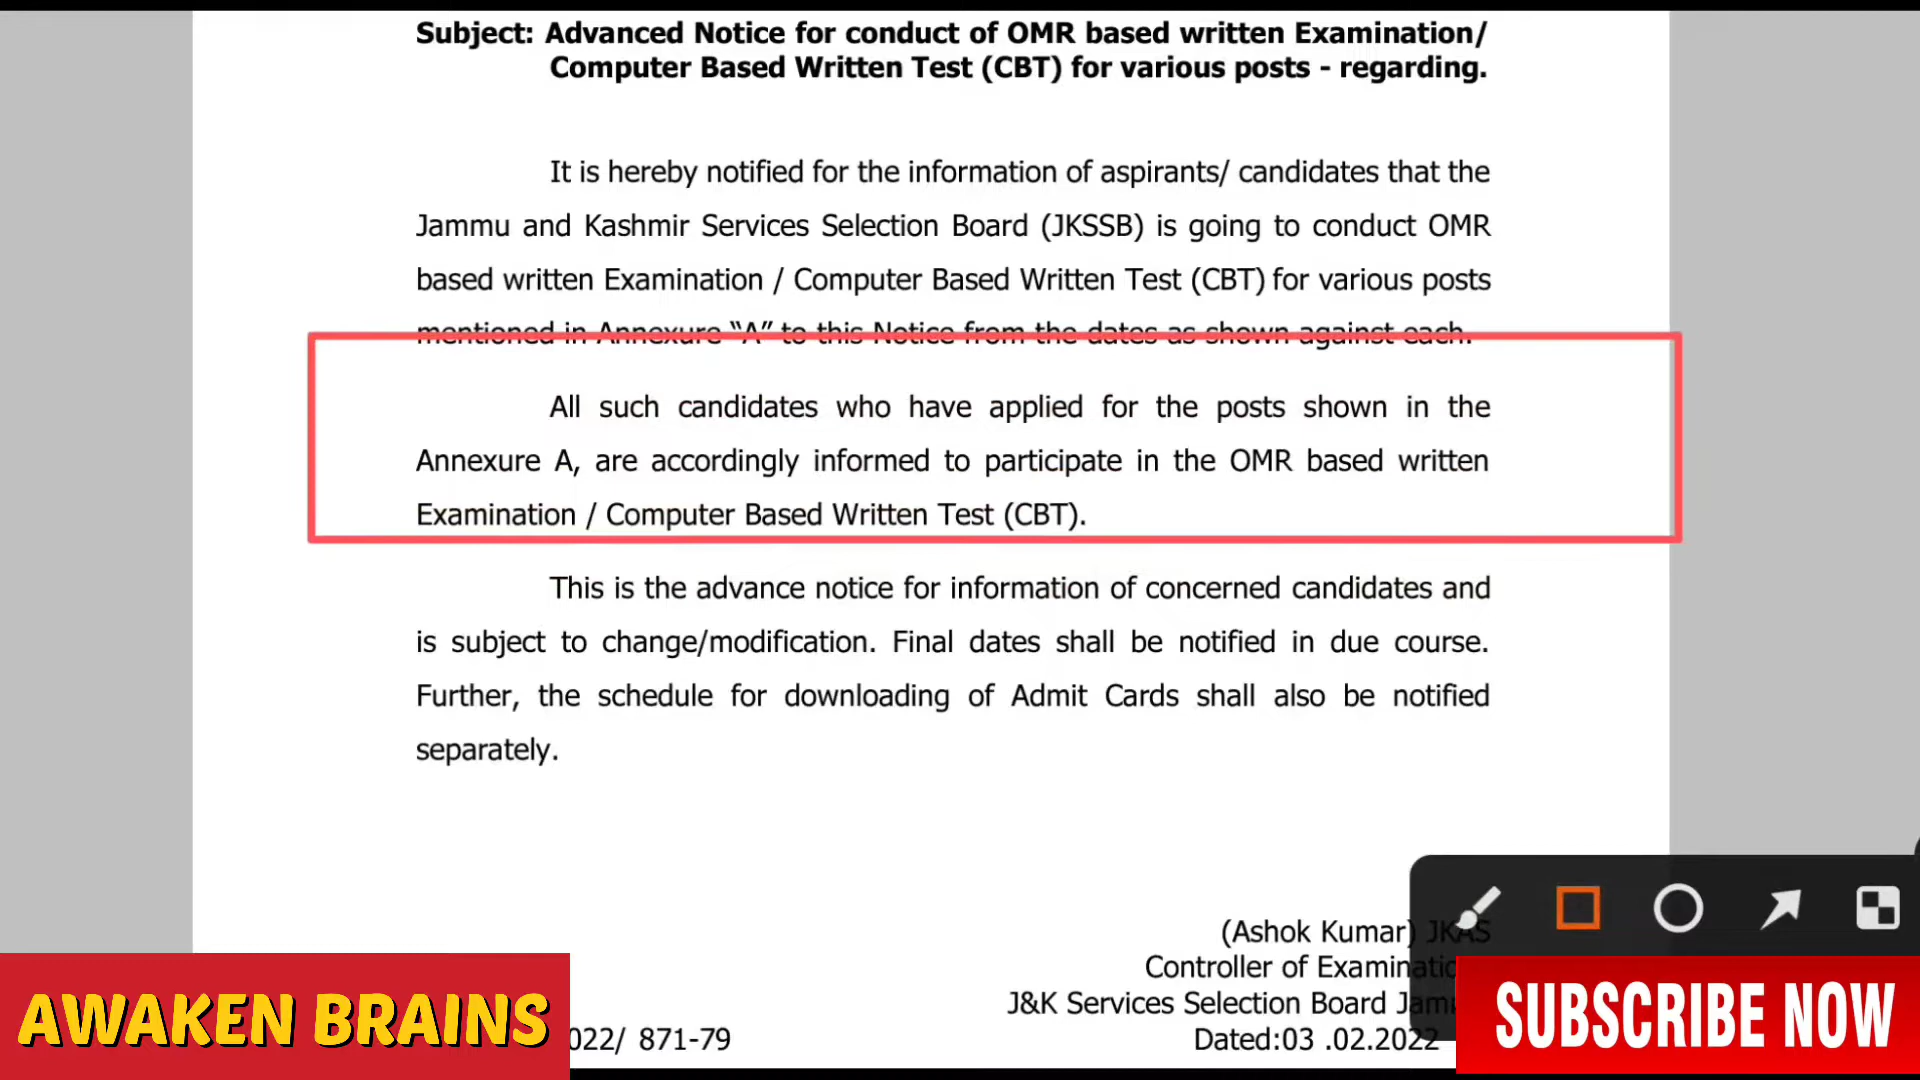 Subject: Advanced Notice for conduct of OMR based written Examination/
Computer Based Written Test (CBT) for various posts - regarding.
It is hereby notified for the information of aspirants/ candidates that the
Jammu and Kashmir Services Selection Board (JKSSB) is going to conduct OMR
based written Examination / Computer Based Written Test (CBT) for various posts
mentioned in Annexure “A” to this Notice from the dates as shown against each.
All such candidates who have applied for the posts shown in the
Annexure A, are accordingly informed to participate in the OMR based written
Examination / Computer Based Written Test (CBT).
This is the advance notice for information of concerned candidates and
is subject to change/modification. Final dates shall be notified in due course.
Further, the schedule for downloading of Admit Cards shall also be notified
separately.
(Ashok Kumar) JKAS
Controller of
J&K Services Selection Board
022/ 871-79 Dated:03 .02.2022
AWAKEN BRAINS
SUBSCRIBE NOW